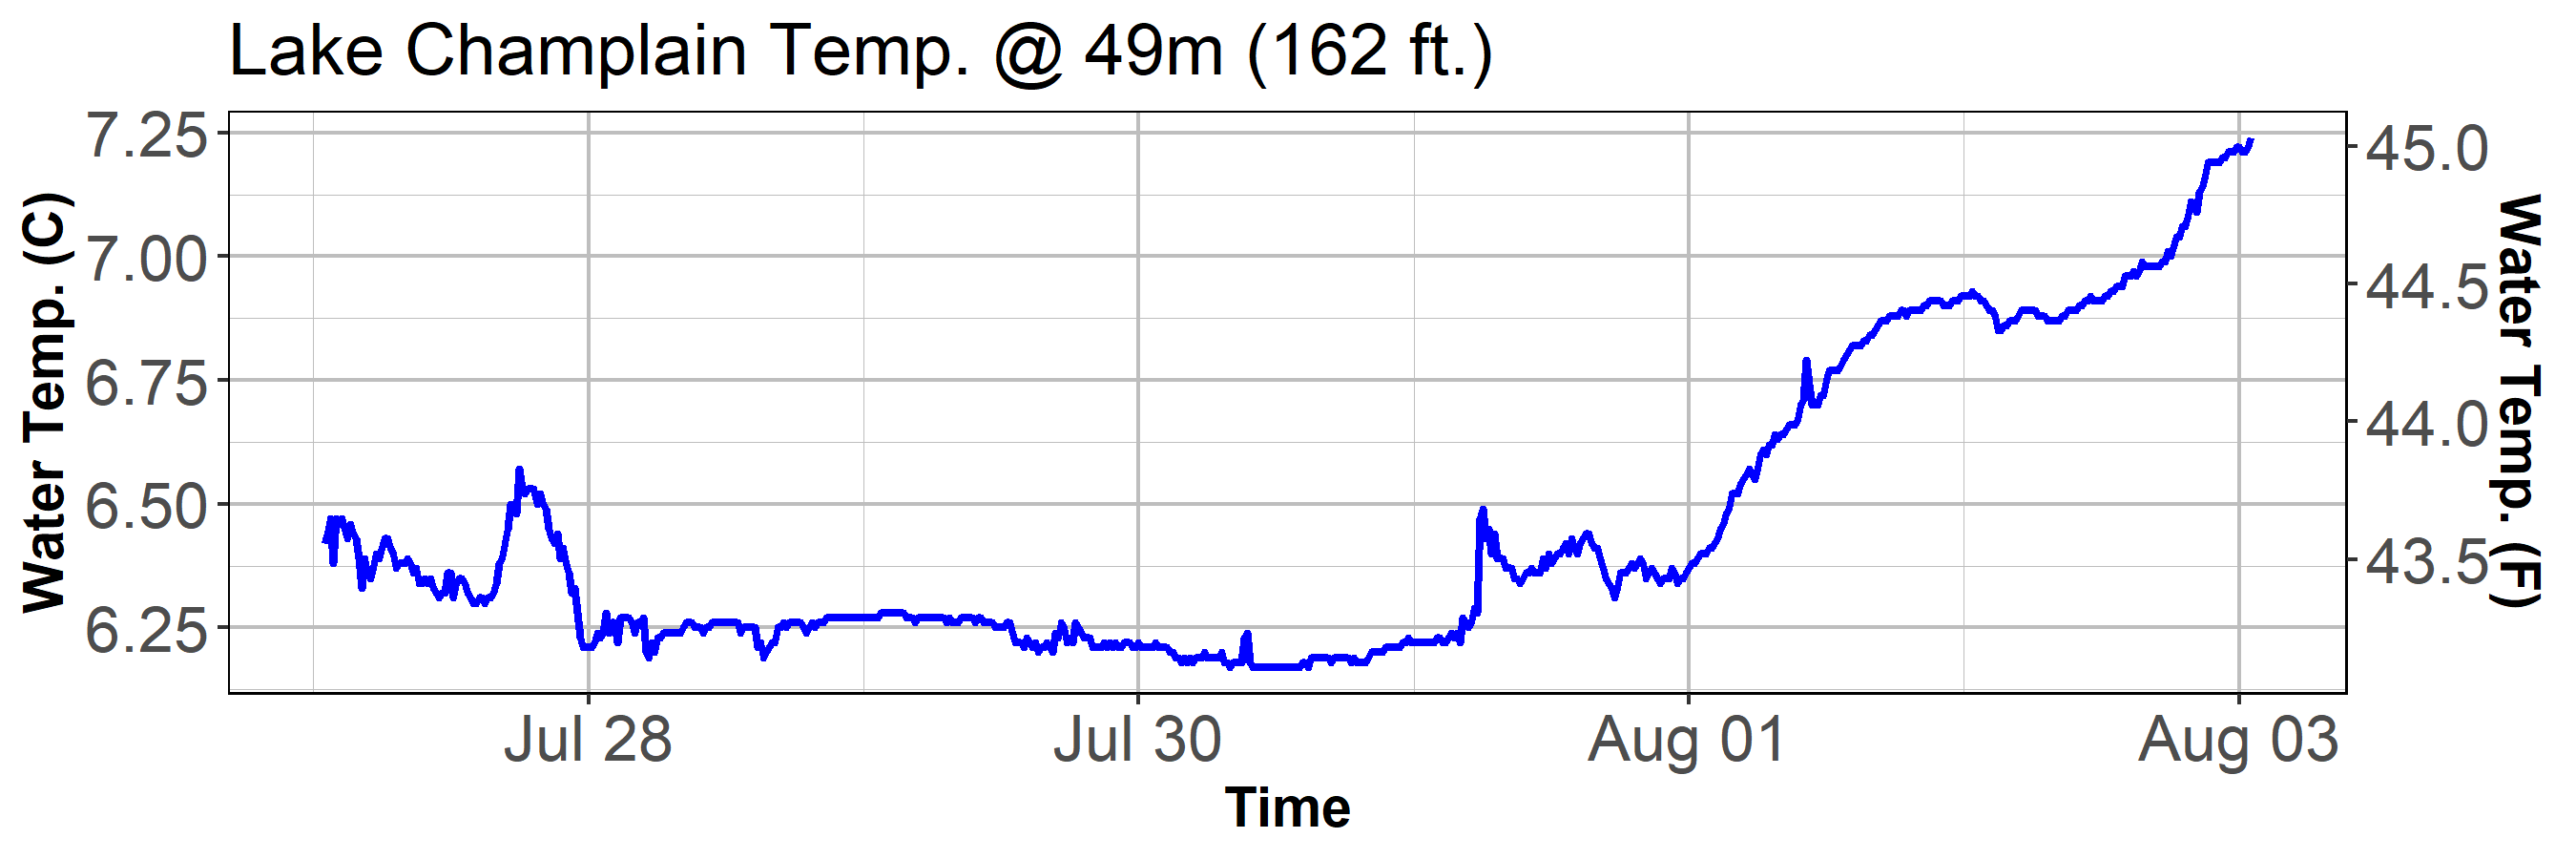 Lake Champlain Temp. @ 49m (162 ft.)
Water Temp. (C)
7.25
7.00
6.75
6.50
6.25
45.0
44.5
44.0
43.5
Water Temp. (F)
Jul 28
Jul 30
Aug 01
Aug 03
Time